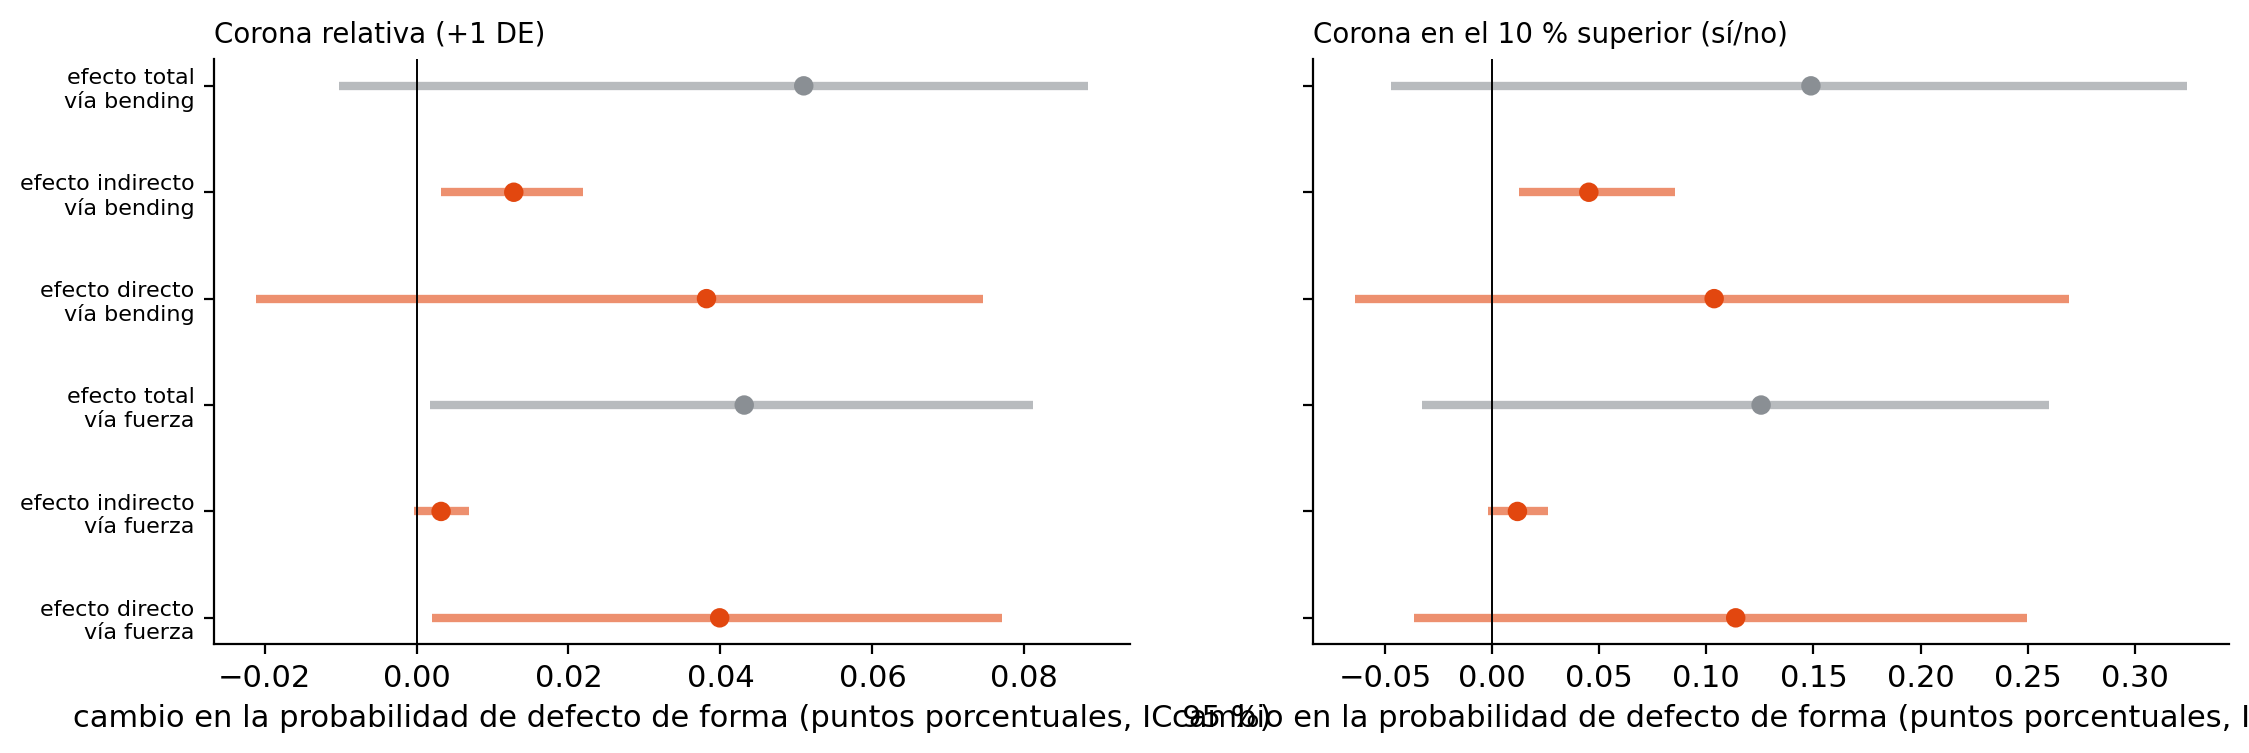 Corona relativa (+1 DE)
efecto total
vía bending
efecto indirecto
vía bending
efecto directo
vía bending
efecto total
vía fuerza
efecto indirecto
vía fuerza
efecto directo
vía fuerza
−0.02 0.00 0.02 0.04 0.06 0.08
cambio en la probabilidad de defecto de forma (puntos porcentuales, IC 95 %)
Corona en el 10 % superior (sí/no)
−0.05 0.00 0.05 0.10 0.15 0.20 0.25 0.30
cambio en la probabilidad de defecto de forma (puntos porcentuales, I